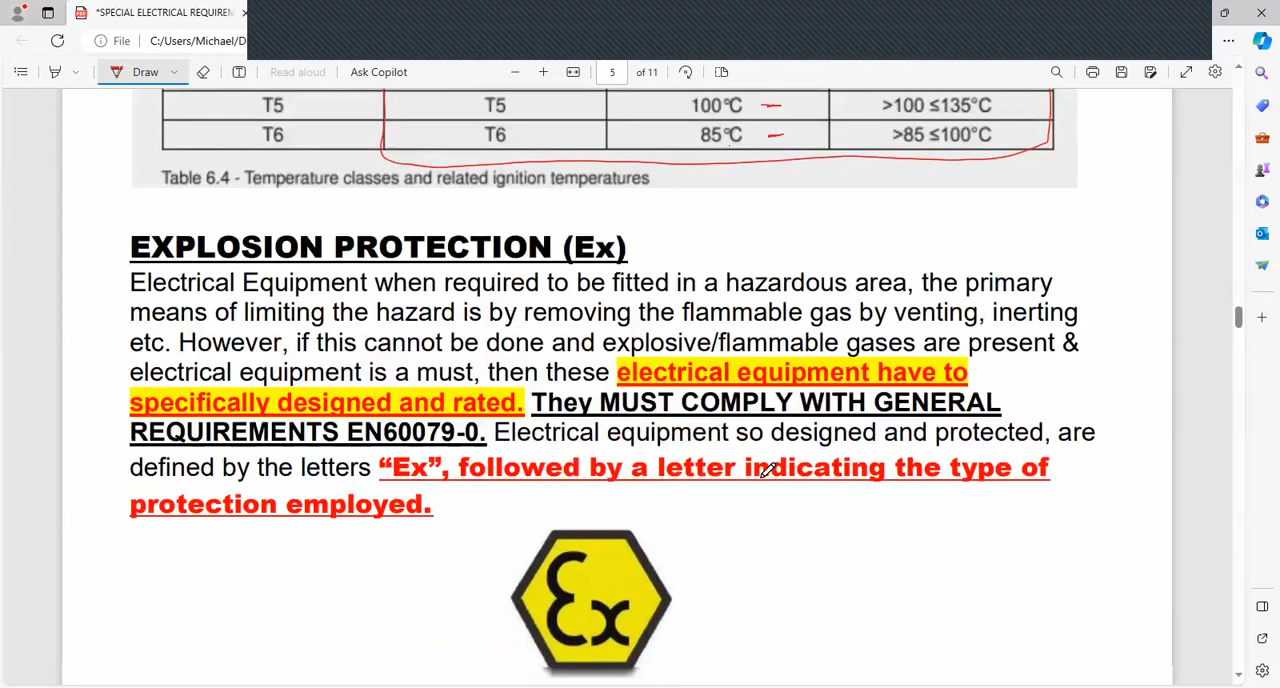 *SPECIAL ELECTRICAL REQUIREM
File C:/Users/Michael/D
Draw Read aloud Ask Copilot 5 of 11
T5 T5 100°C >100 ≤135°C
T6 T6 85°C >85 ≤100°C
Table 6.4 - Temperature classes and related ignition temperatures
EXPLOSION PROTECTION (Ex)
Electrical Equipment when required to be fitted in a hazardous area, the primary
means of limiting the hazard is by removing the flammable gas by venting, inerting
etc. However, if this cannot be done and explosive/flammable gases are present &
electrical equipment is a must, then these electrical equipment have to
specifically designed and rated. They MUST COMPLY WITH GENERAL
REQUIREMENTS EN60079-0. Electrical equipment so designed and protected, are
defined by the letters “Ex”, followed by a letter indicating the type of
protection employed.
Ex